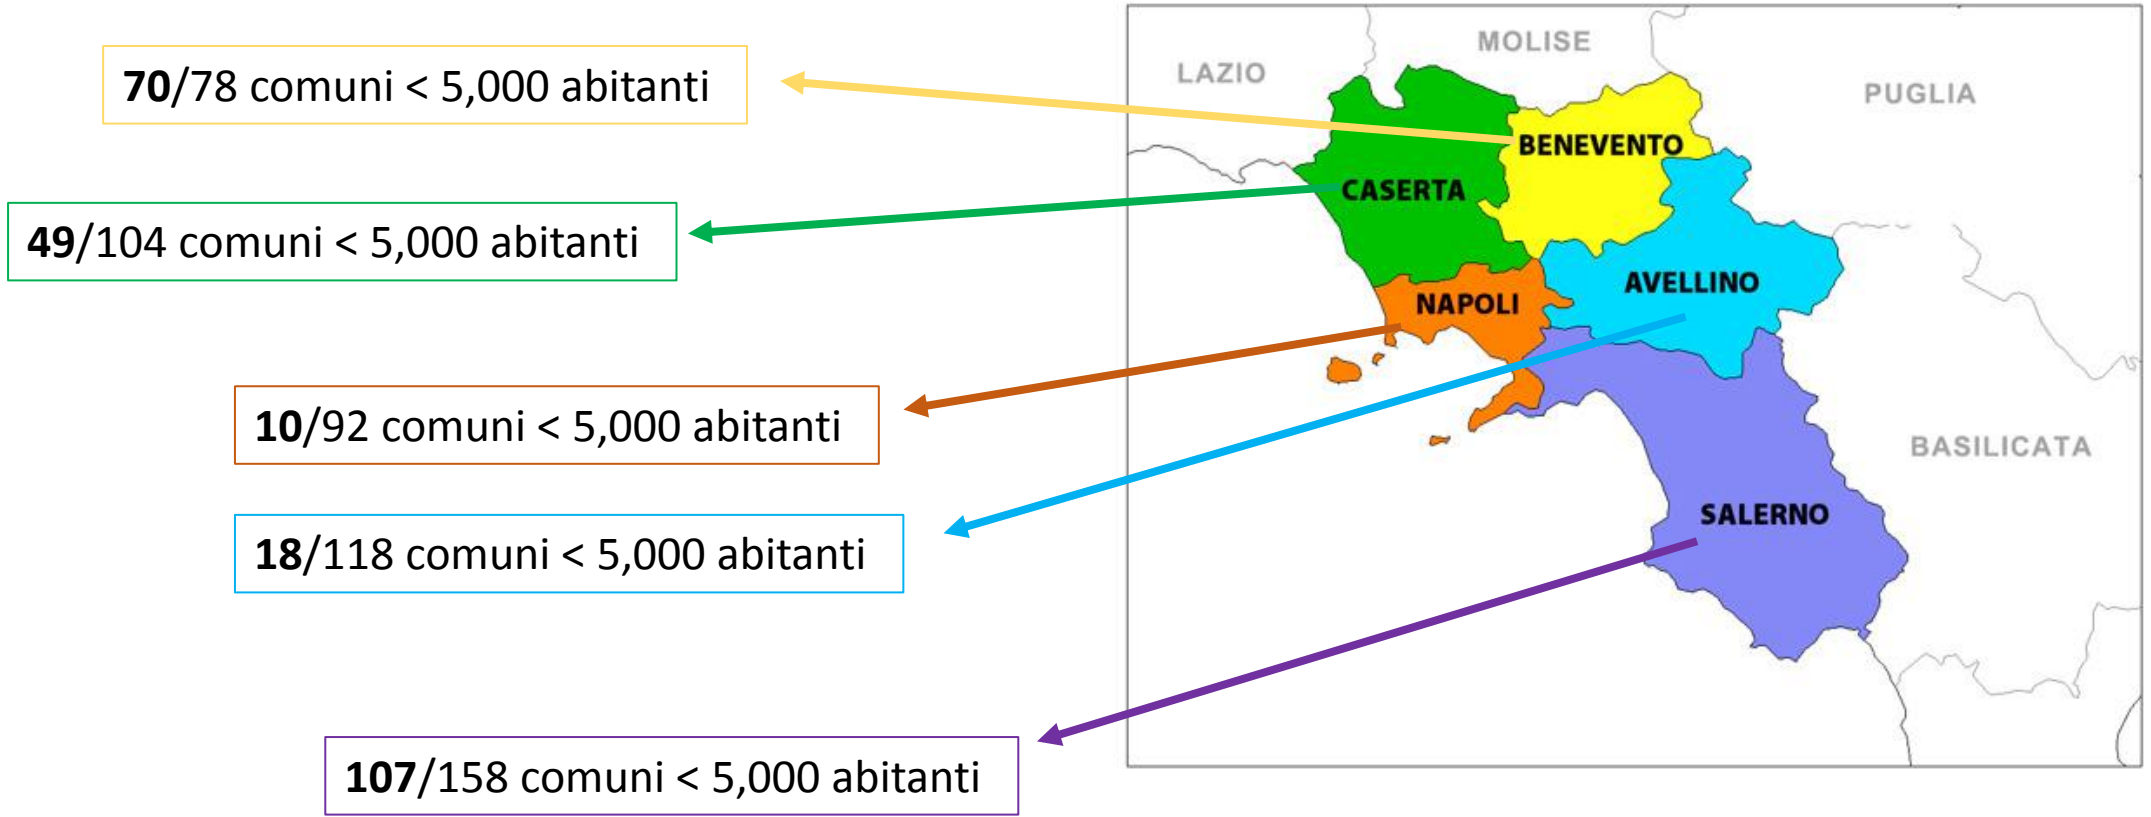 70/78 comuni < 5,000 abitanti
49/104 comuni < 5,000 abitanti
10/92 comuni < 5,000 abitanti
18/118 comuni < 5,000 abitanti
107/158 comuni < 5,000 abitanti
LAZIO
MOLISE
PUGLIA
BENEVENTO
CASERTA
AVELLINO
NAPOLI
BASILICATA
SALERNO